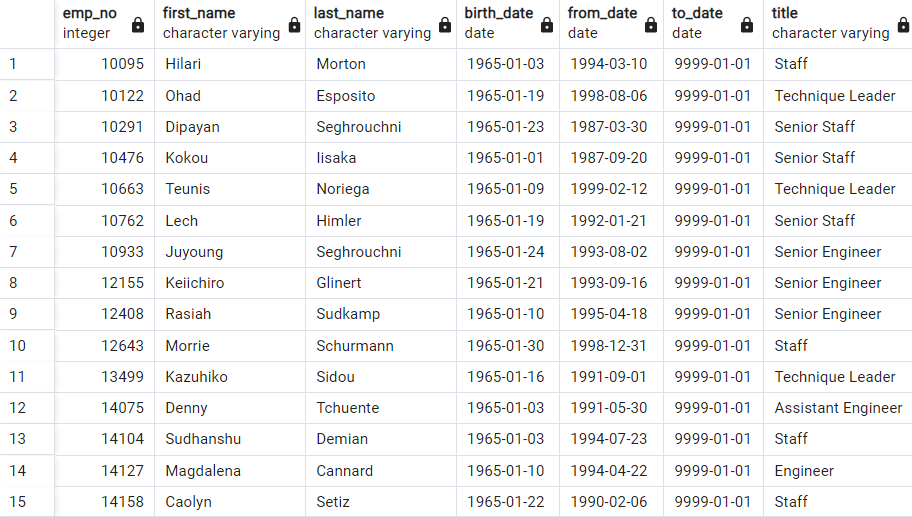 emp_no first_name last_name birth_date from_date to_date title
integer character varying character varying date date date character varying
1 10095 Hilari Morton 1965-01-03 1994-03-10 9999-01-01 Staff
2 10122 Ohad Esposito 1965-01-19 1998-08-06 9999-01-01 Technique Leader
3 10291 Dipayan Seghrouchni 1965-01-23 1987-03-30 9999-01-01 Senior Staff
4 10476 Kokou Iisaka 1965-01-01 1987-09-20 9999-01-01 Senior Staff
5 10663 Teunis Noriega 1965-01-09 1999-02-12 9999-01-01 Technique Leader
6 10762 Lech Himler 1965-01-19 1992-01-21 9999-01-01 Senior Staff
7 10933 Juyoung Seghrouchni 1965-01-24 1993-08-02 9999-01-01 Senior Engineer
8 12155 Keiichiro Glinert 1965-01-21 1993-09-16 9999-01-01 Senior Engineer
9 12408 Rasiah Sudkamp 1965-01-10 1995-04-18 9999-01-01 Senior Engineer
10 12643 Morrie Schurmann 1965-01-30 1998-12-31 9999-01-01 Staff
11 13499 Kazuhiko Sidou 1965-01-16 1991-09-01 9999-01-01 Technique Leader
12 14075 Denny Tchuente 1965-01-03 1991-05-30 9999-01-01 Assistant Engineer
13 14104 Sudhanshu Demian 1965-01-03 1994-07-23 9999-01-01 Staff
14 14127 Magdalena Cannard 1965-01-10 1994-04-22 9999-01-01 Engineer
15 14158 Caolyn Setiz 1965-01-22 1990-02-06 9999-01-01 Staff